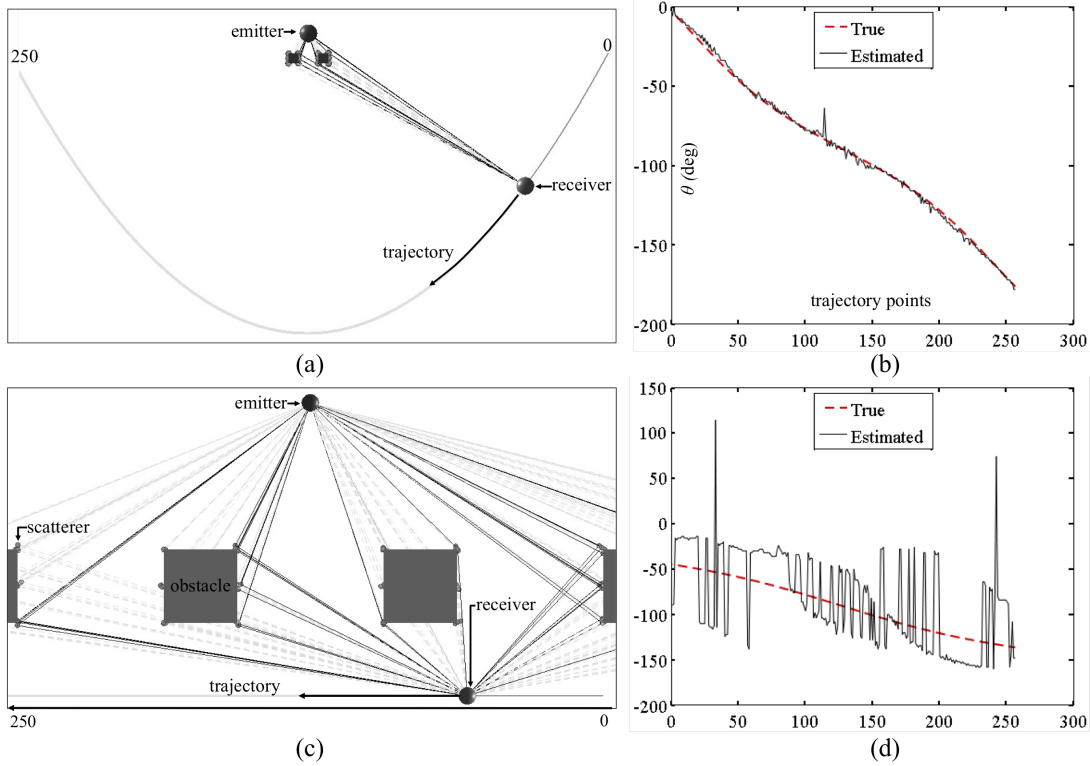 250
emitter
0
receiver
trajectory
(a)
0
-50
-100
-150
-200
θ (deg)
True
Estimated
trajectory points
0
50
100
150
200
250
300
(b)
emitter
scatterer
obstacle
receiver
trajectory
250
0
(c)
150
100
50
0
-50
-100
-150
-200
True
Estimated
0
50
100
150
200
250
300
(d)